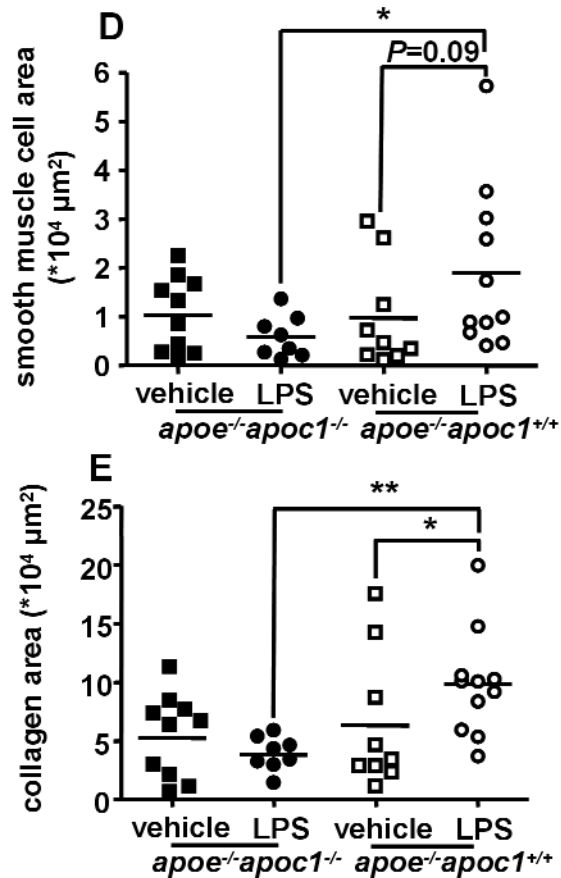 D
*
P=0.09
smooth muscle cell area
(*10⁴ µm²)
6
5
4
3
2
1
0
vehicle LPS vehicle LPS
apoe⁻/⁻apoc1⁻/⁻ apoe⁻/⁻apoc1⁺/⁺
E
**
*
collagen area (*10⁴ µm²)
25
20
15
10
5
0
vehicle LPS vehicle LPS
apoe⁻/⁻apoc1⁻/⁻ apoe⁻/⁻apoc1⁺/⁺